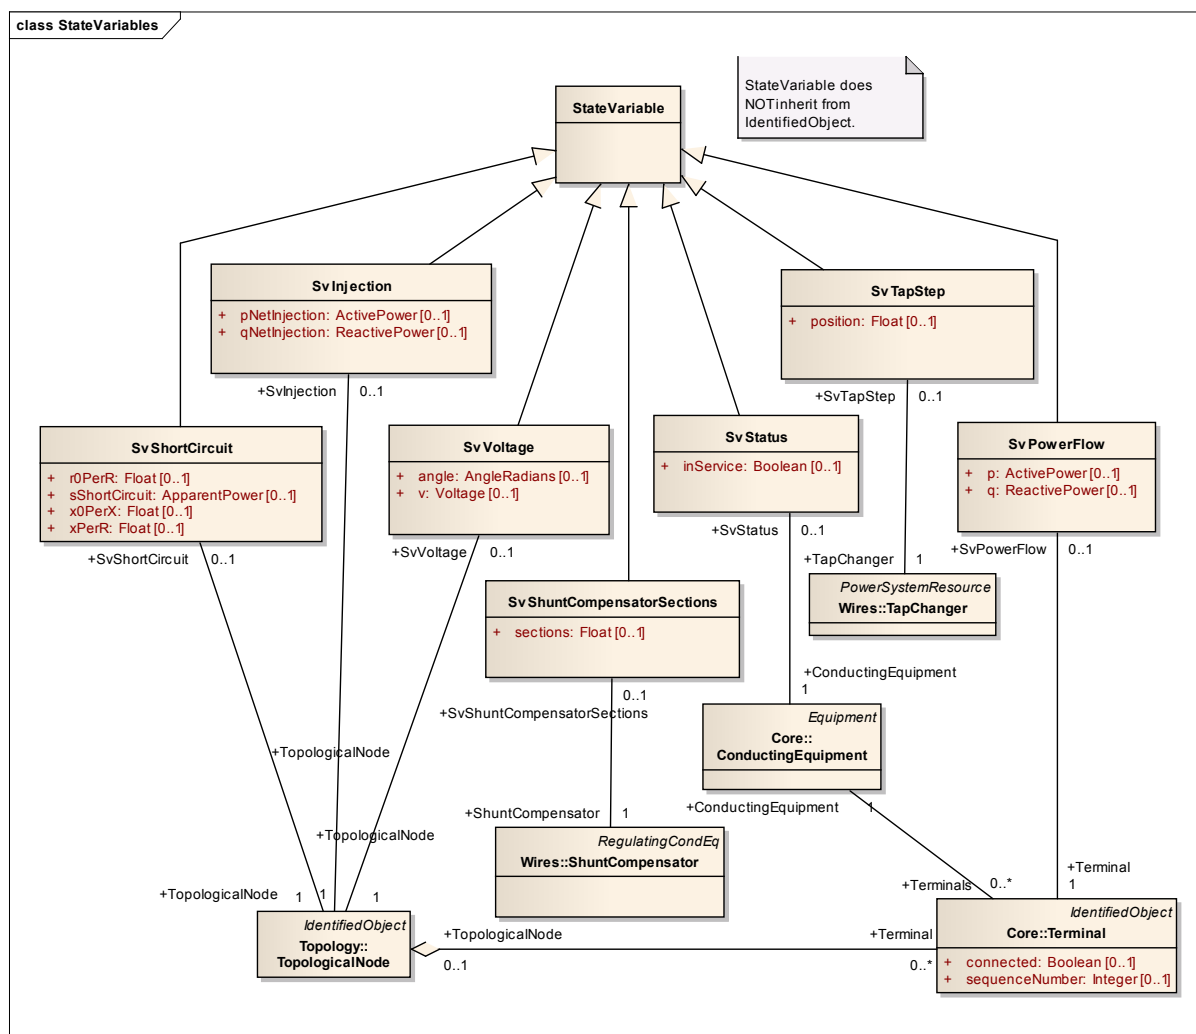 class StateVariables
StateVariable does
NOTinherit from
IdentifiedObject.
StateVariable
SvInjection
+ pNetInjection: ActivePower [0..1]
+ qNetInjection: ReactivePower [0..1]
SvTapStep
+ position: Float [0..1]
+SvInjection 0..1
+SvTapStep 0..1
SvShortCircuit
+ r0PerR: Float [0..1]
+ sShortCircuit: ApparentPower [0..1]
+ x0PerX: Float [0..1]
+ xPerR: Float [0..1]
SvVoltage
+ angle: AngleRadians [0..1]
+ v: Voltage [0..1]
SvStatus
+ inService: Boolean [0..1]
SvPowerFlow
+ p: ActivePower [0..1]
+ q: ReactivePower [0..1]
+SvShortCircuit 0..1
+SvVoltage 0..1
+SvStatus 0..1
+SvPowerFlow 0..1
+TapChanger 1
PowerSystemResource
Wires::TapChanger
SvShuntCompensatorSections
+ sections: Float [0..1]
0..1
+SvShuntCompensatorSections
+ConductingEquipment
1
Equipment
Core::
ConductingEquipment
+TopologicalNode
+ConductingEquipment 1
+ShuntCompensator 1
+TopologicalNode
RegulatingCondEq
Wires::ShuntCompensator
+Terminal
1
+Terminals 0..*
+TopologicalNode 1 1 1
IdentifiedObject
Topology::
TopologicalNode
+TopologicalNode
0..1
+Terminal
0..*
IdentifiedObject
Core::Terminal
+ connected: Boolean [0..1]
+ sequenceNumber: Integer [0..1]